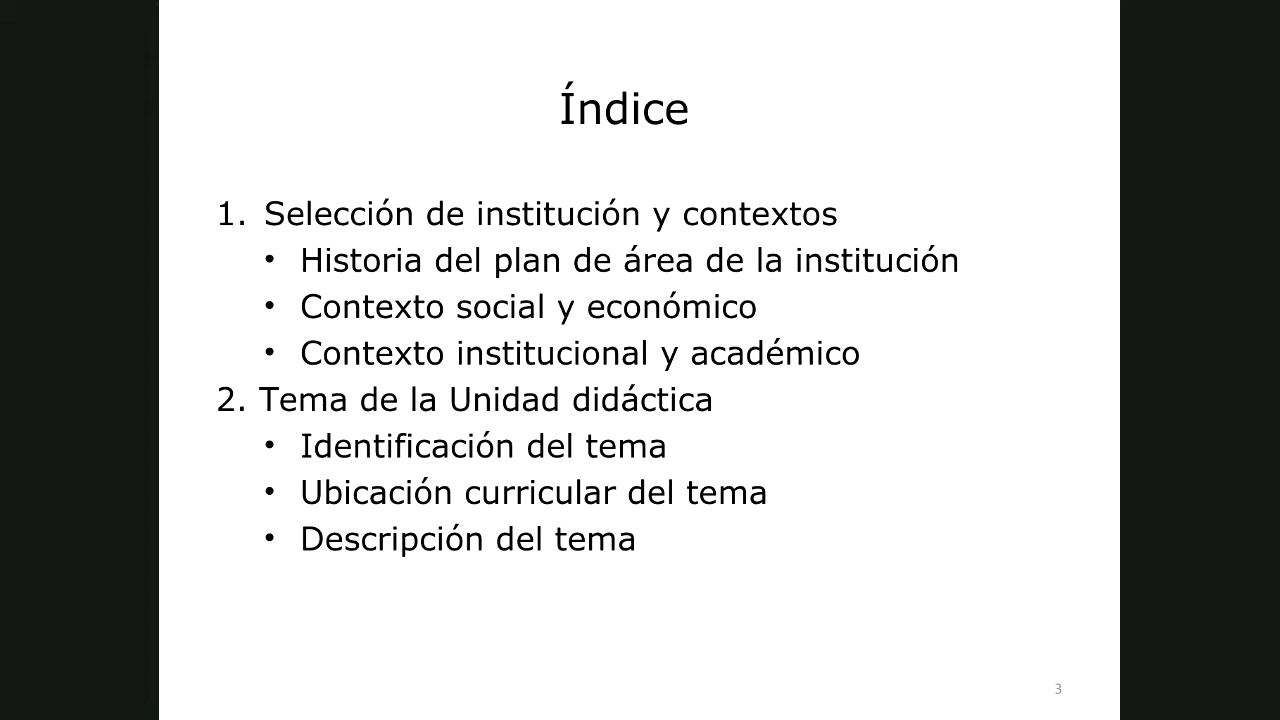 Índice
1. Selección de institución y contextos
• Historia del plan de área de la institución
• Contexto social y económico
• Contexto institucional y académico
2. Tema de la Unidad didáctica
• Identificación del tema
• Ubicación curricular del tema
• Descripción del tema
3